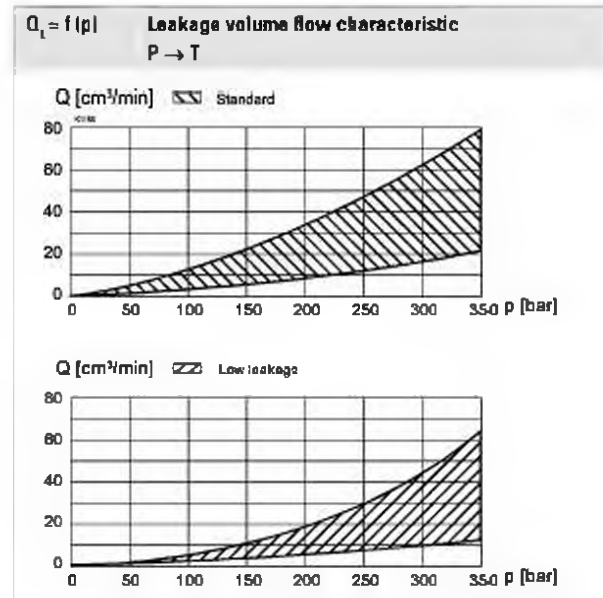 Q_L = f (p) Leakage volume flow characteristic
P → T
Q [cm³/min] Standard
80
60
40
20
0
0 50 100 150 200 250 300 350 p [bar]
Q [cm³/min] Low leakage
80
60
40
20
0
0 50 100 150 200 250 300 350 p [bar]